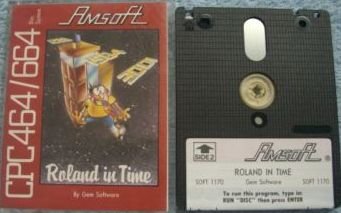 Amsoft
CPC464/664
Roland in Time
By Gem Software
SIDE 2
Amsoft
ROLAND IN TIME
SOFT 1170
Gem Software
SOFT 1170
To run this program, type in:
RUN "DISC" then press ENTER